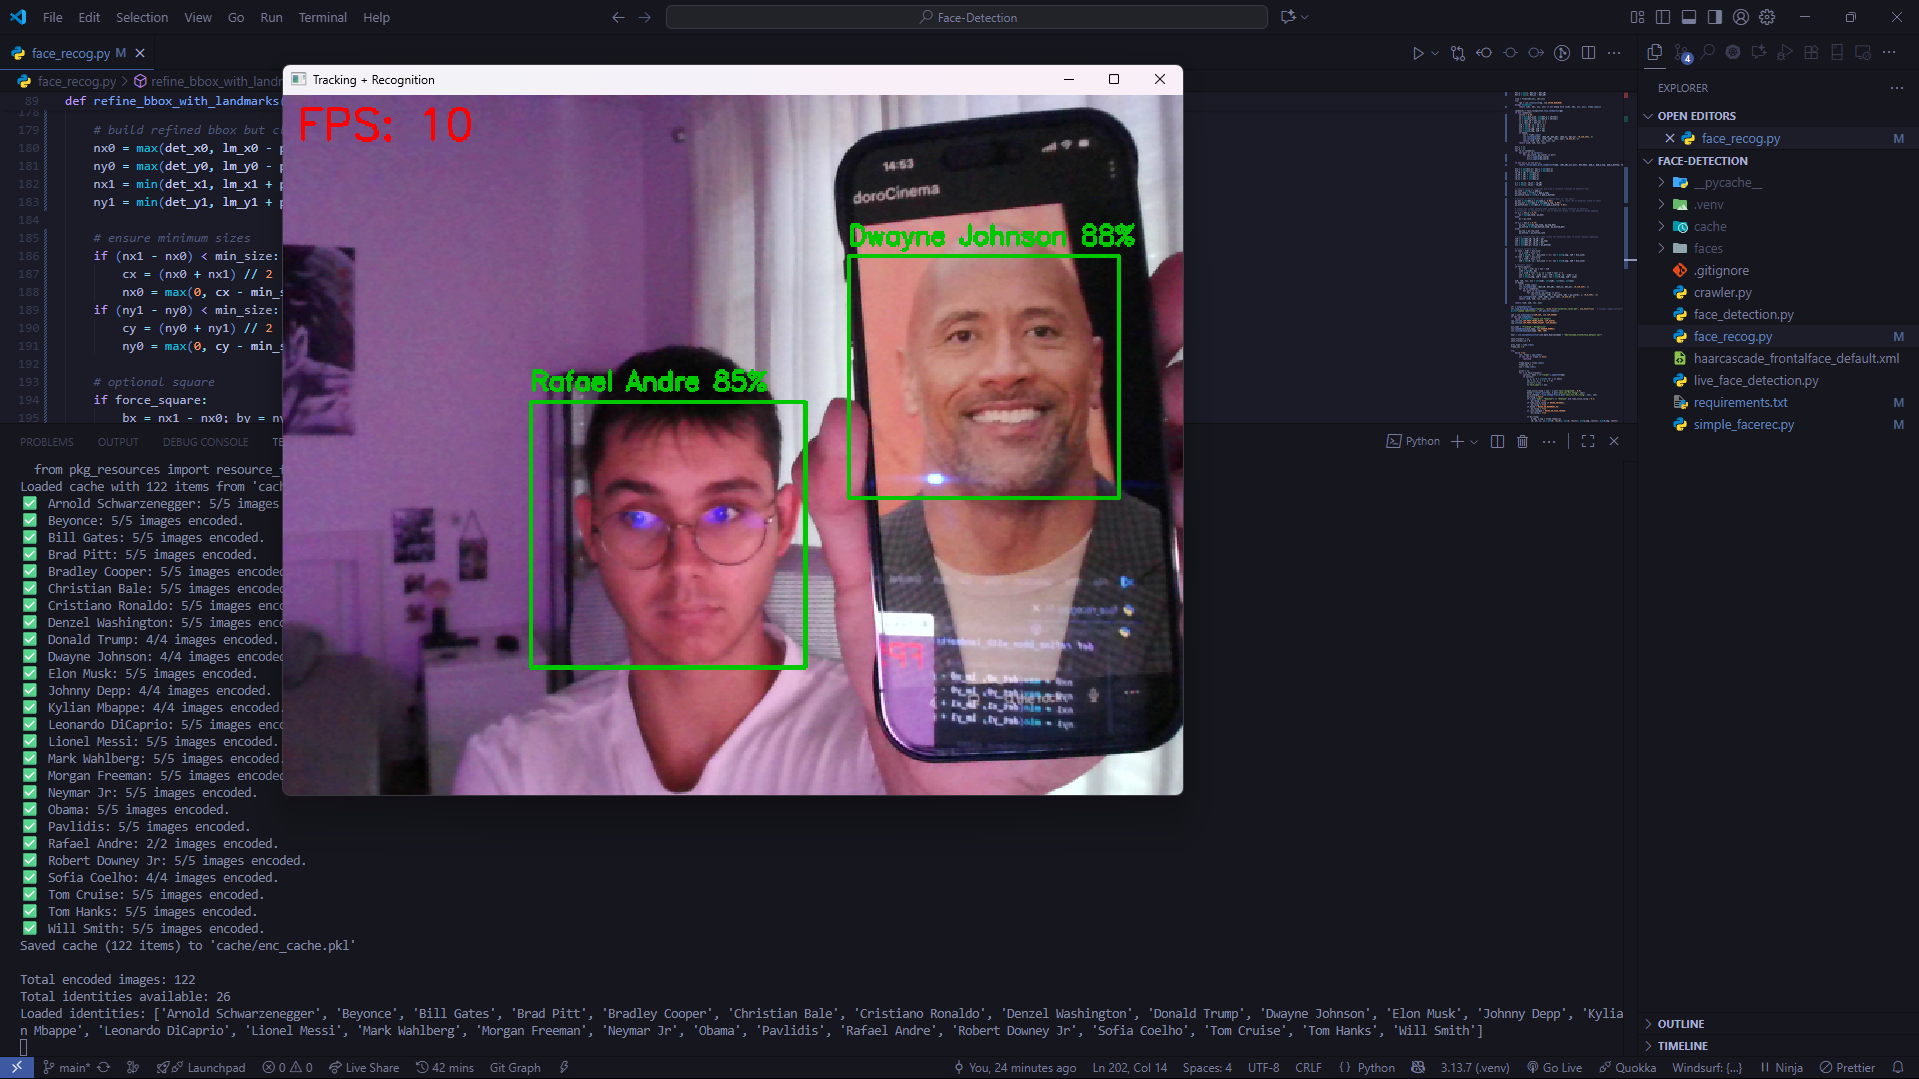 File Edit Selection View Go Run Terminal Help
Face-Detection
face_recog.py M
face_recog.py > refine_bbox_with_landm
Tracking + Recognition
89 def refine_bbox_with_landmarks(
178
179 # build refined bbox but cl
180 nx0 = max(det_x0, lm_x0 - p
181 ny0 = max(det_y0, lm_y0 - p
182 nx1 = min(det_x1, lm_x1 + p
183 ny1 = min(det_y1, lm_y1 + p
184
185 # ensure minimum sizes
186 if (nx1 - nx0) < min_size:
187 cx = (nx0 + nx1) // 2
188 nx0 = max(0, cx - min_s
189 if (ny1 - ny0) < min_size:
190 cy = (ny0 + ny1) // 2
191 ny0 = max(0, cy - min_s
192
193 # optional square
194 if force_square:
195 bx = nx1 - nx0; by = ny
FPS: 10
14:53
doroCinema
Dwayne Johnson 88%
Rafael Andre 85%
EXPLORER
OPEN EDITORS
face_recog.py M
FACE-DETECTION
__pycache__
.venv
cache
faces
.gitignore
crawler.py
face_detection.py
face_recog.py M
haarcascade_frontalface_default.xml
live_face_detection.py
requirements.txt M
simple_facerec.py M
OUTLINE
TIMELINE
PROBLEMS OUTPUT DEBUG CONSOLE TE
Python
from pkg_resources import resource_f
Loaded cache with 122 items from 'cach
Arnold Schwarzenegger: 5/5 images
Beyonce: 5/5 images encoded.
Bill Gates: 5/5 images encoded.
Brad Pitt: 5/5 images encoded.
Bradley Cooper: 5/5 images encoded
Christian Bale: 5/5 images encoded
Cristiano Ronaldo: 5/5 images enco
Denzel Washington: 5/5 images enco
Donald Trump: 4/4 images encoded.
Dwayne Johnson: 4/4 images encoded
Elon Musk: 5/5 images encoded.
Johnny Depp: 4/4 images encoded.
Kylian Mbappe: 4/4 images encoded.
Leonardo DiCaprio: 5/5 images enco
Lionel Messi: 5/5 images encoded.
Mark Wahlberg: 5/5 images encoded.
Morgan Freeman: 5/5 images encoded
Neymar Jr: 5/5 images encoded.
Obama: 5/5 images encoded.
Pavlidis: 5/5 images encoded.
Rafael Andre: 2/2 images encoded.
Robert Downey Jr: 5/5 images encoded.
Sofia Coelho: 4/4 images encoded.
Tom Cruise: 5/5 images encoded.
Tom Hanks: 5/5 images encoded.
Will Smith: 5/5 images encoded.
Saved cache (122 items) to 'cache/enc_cache.pkl'
Total encoded images: 122
Total identities available: 26
Loaded identities: ['Arnold Schwarzenegger', 'Beyonce', 'Bill Gates', 'Brad Pitt', 'Bradley Cooper', 'Christian Bale', 'Cristiano Ronaldo', 'Denzel Washington', 'Donald Trump', 'Dwayne Johnson', 'Elon Musk', 'Johnny Depp', 'Kylia
n Mbappe', 'Leonardo DiCaprio', 'Lionel Messi', 'Mark Wahlberg', 'Morgan Freeman', 'Neymar Jr', 'Obama', 'Pavlidis', 'Rafael Andre', 'Robert Downey Jr', 'Sofia Coelho', 'Tom Cruise', 'Tom Hanks', 'Will Smith']
main* Launchpad 0 0 Live Share 42 mins Git Graph You, 24 minutes ago Ln 202, Col 14 Spaces: 4 UTF-8 CRLF Python 3.13.7 (.venv) Go Live Quokka Windsurf: {...} Ninja Prettier